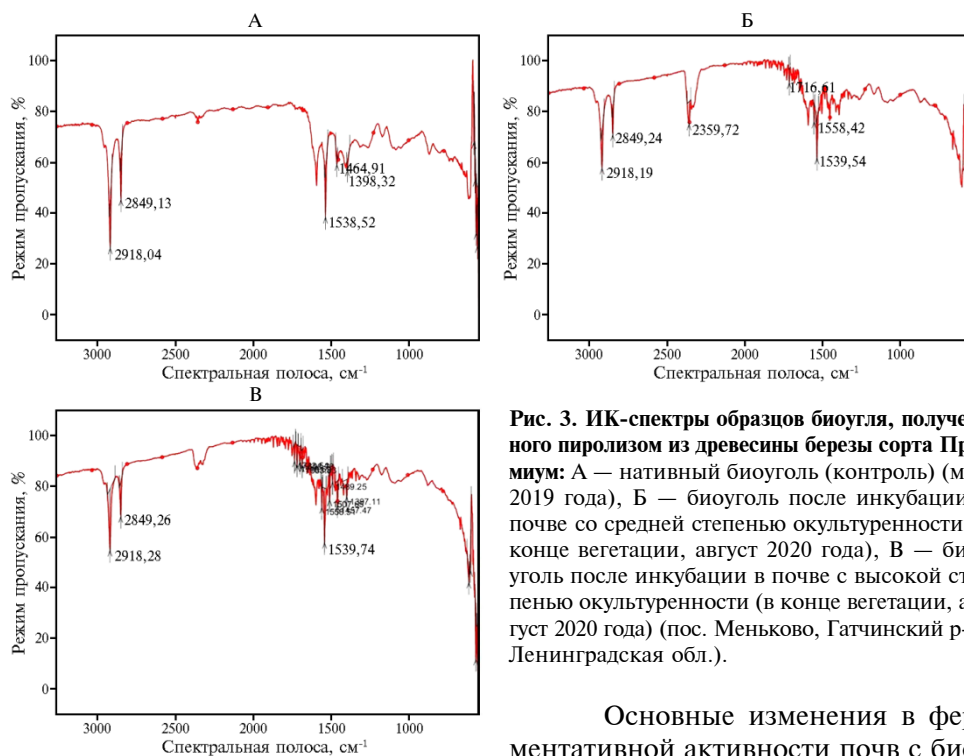 А
Режим пропускания, %
100
80
60
40
20
0
2918,04
2849,13
1538,52
1464,91
1398,32
3000 2500 2000 1500 1000
Спектральная полоса, см⁻¹
Б
Режим пропускания, %
100
80
60
40
20
0
2918,19
2849,24
2359,72
1716,61
1558,42
1539,54
3000 2500 2000 1500 1000
Спектральная полоса, см⁻¹
В
Режим пропускания, %
100
80
60
40
20
0
2918,28
2849,26
1539,74
3000 2500 2000 1500 1000
Спектральная полоса, см⁻¹
Рис. 3. ИК-спектры образцов биоугля, получе
ного пиролизом из древесины березы сорта Пр
миум: А — нативный биоуголь (контроль) (м
2019 года), Б — биоуголь после инкубации
почве со средней степенью окультуренности
конце вегетации, август 2020 года), В — би
уголь после инкубации в почве с высокой ст
пенью окультуренности (в конце вегетации, а
густ 2020 года) (пос. Меньково, Гатчинский р-
Ленинградская обл.).
Основные изменения в фер
ментативной активности почв с био